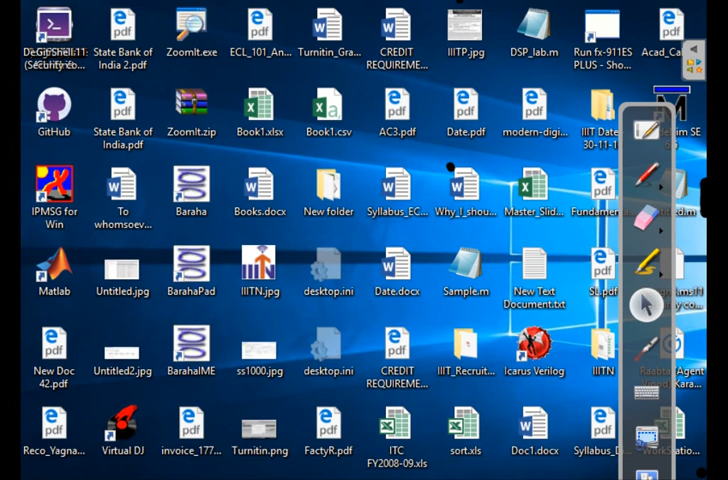 State Bank of
India 2.pdf
ZoomIt.exe
ECL_101_An...
Turnitin_Gra...
CREDIT
REQUIREME...
IIITP.jpg
DSP_lab.m
Run fx-911ES
PLUS - Sho...
Acad_Ca
GitHub
State Bank of
India.pdf
ZoomIt.zip
Book1.xlsx
Book1.csv
AC3.pdf
Date.pdf
modern-digi...
IIIT Date
30-11-1
IPMSG for
Win
To
whomsoev...
Baraha
Books.docx
New folder
Syllabus_EC...
Why_I_shou...
Master_Slid...
Fundamen
Matlab
Untitled.jpg
BarahaPad
IIITN
IIITN.jpg
desktop.ini
Date.docx
Sample.m
New Text
Document.txt
New Doc
42.pdf
Untitled2.jpg
BarahaIME
ss1000.jpg
desktop.ini
CREDIT
REQUIREME...
IIIT_Recruit...
Icarus Verilog
IIITN
Reco_Yagna...
Virtual DJ
invoice_177...
Turnitin.png
FactyR.pdf
ITC
FY2008-09.xls
sort.xls
Doc1.docx
Syllabus_D